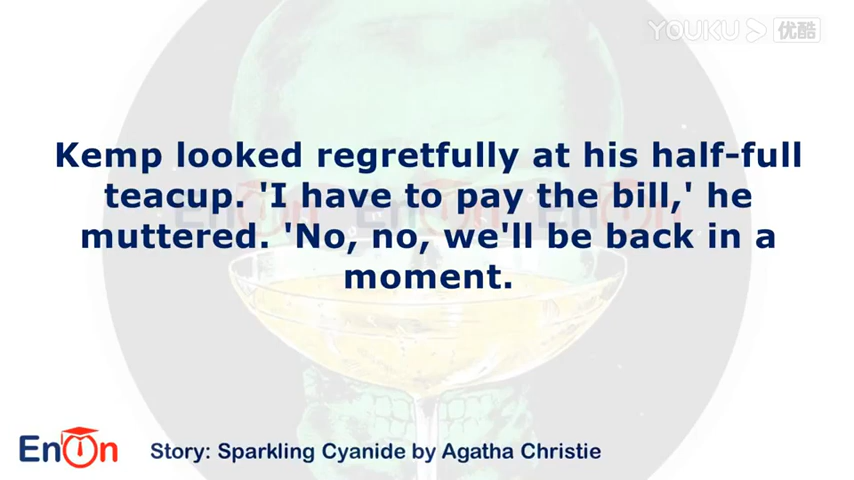 YOUKU 优酷
Kemp looked regretfully at his half-full
teacup. 'I have to pay the bill,' he
muttered. 'No, no, we'll be back in a
moment.
EnOn
Story: Sparkling Cyanide by Agatha Christie